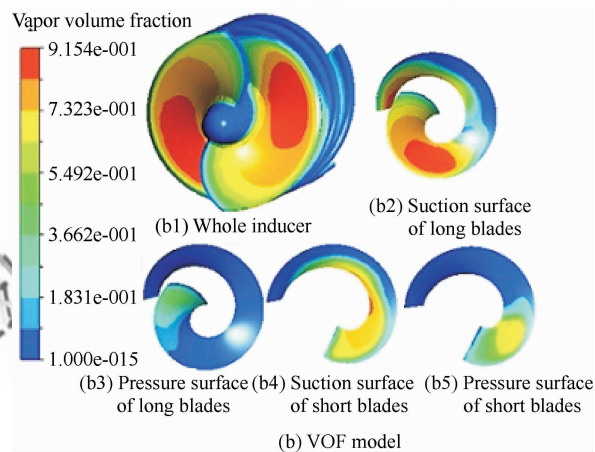 Vapor volume fraction
9.154e-001
7.323e-001
5.492e-001
3.662e-001
1.831e-001
1.000e-015
(b1) Whole inducer
(b2) Suction surface
of long blades
(b3) Pressure surface
of long blades
(b4) Suction surface
of short blades
(b5) Pressure surface
of short blades
(b) VOF model